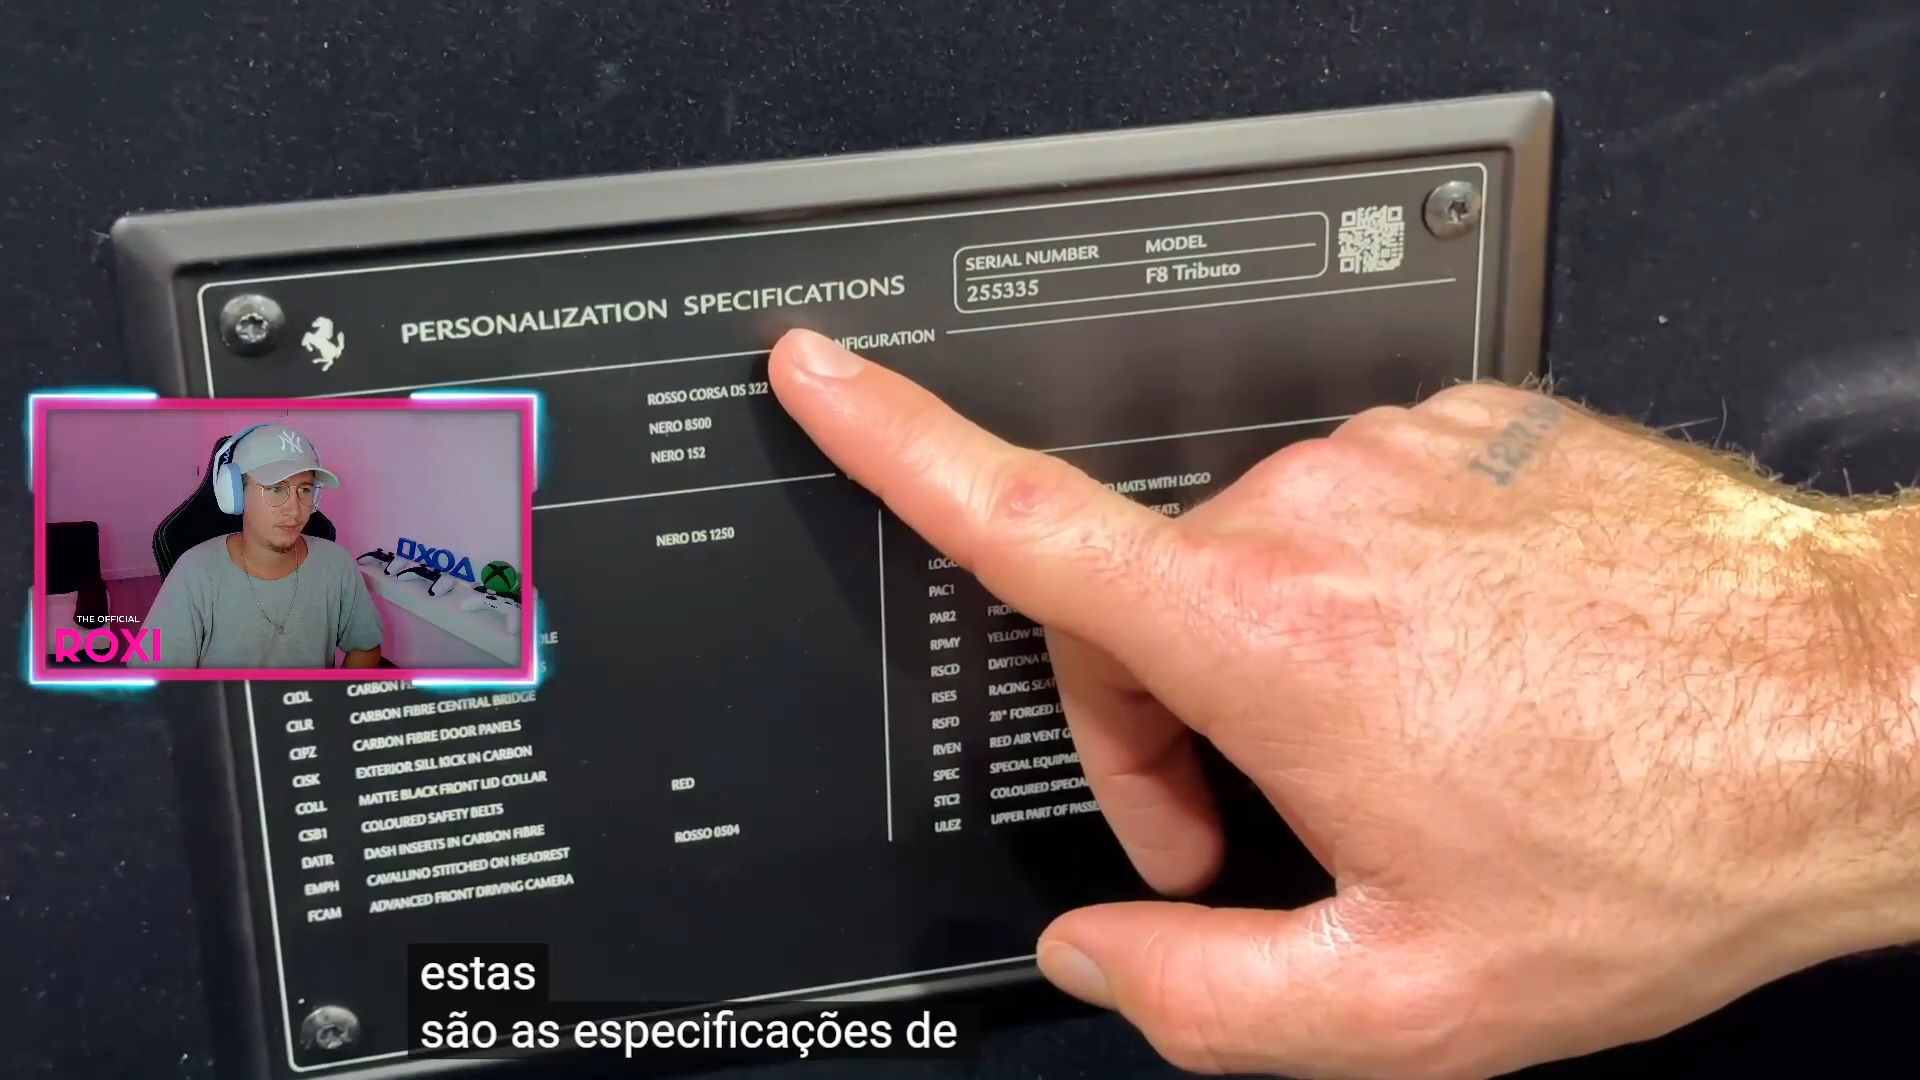 PERSONALIZATION SPECIFICATIONS
SERIAL NUMBER MODEL
255335 F8 Tributo
NFIGURATION
ROSSO CORSA DS 322
NERO 8500
NERO 152
NERO DS 1250
CIDL CARBON
CILR CARBON FIBRE CENTRAL BRIDGE
CIPZ CARBON FIBRE DOOR PANELS
CISK EXTERIOR SILL KICK IN CARBON
COLL MATTE BLACK FRONT LID COLLAR
CSB1 COLOURED SAFETY BELTS RED
DATR DASH INSERTS IN CARBON FIBRE
EMPH CAVALLINO STITCHED ON HEADREST ROSSO 0504
FCAM ADVANCED FRONT DRIVING CAMERA
MATS WITH LOGO
PAC1
PAR2
RPMY YELLOW
RSCD DAYTONA
RSES RACING
RSFD 20" FORGED
RVEN RED AIR VENT
SPEC SPECIAL
STC2 COLOURED
ULEZ UPPER PART OF
NY
THE OFFICIAL
ROXI
estas
são as especificações de